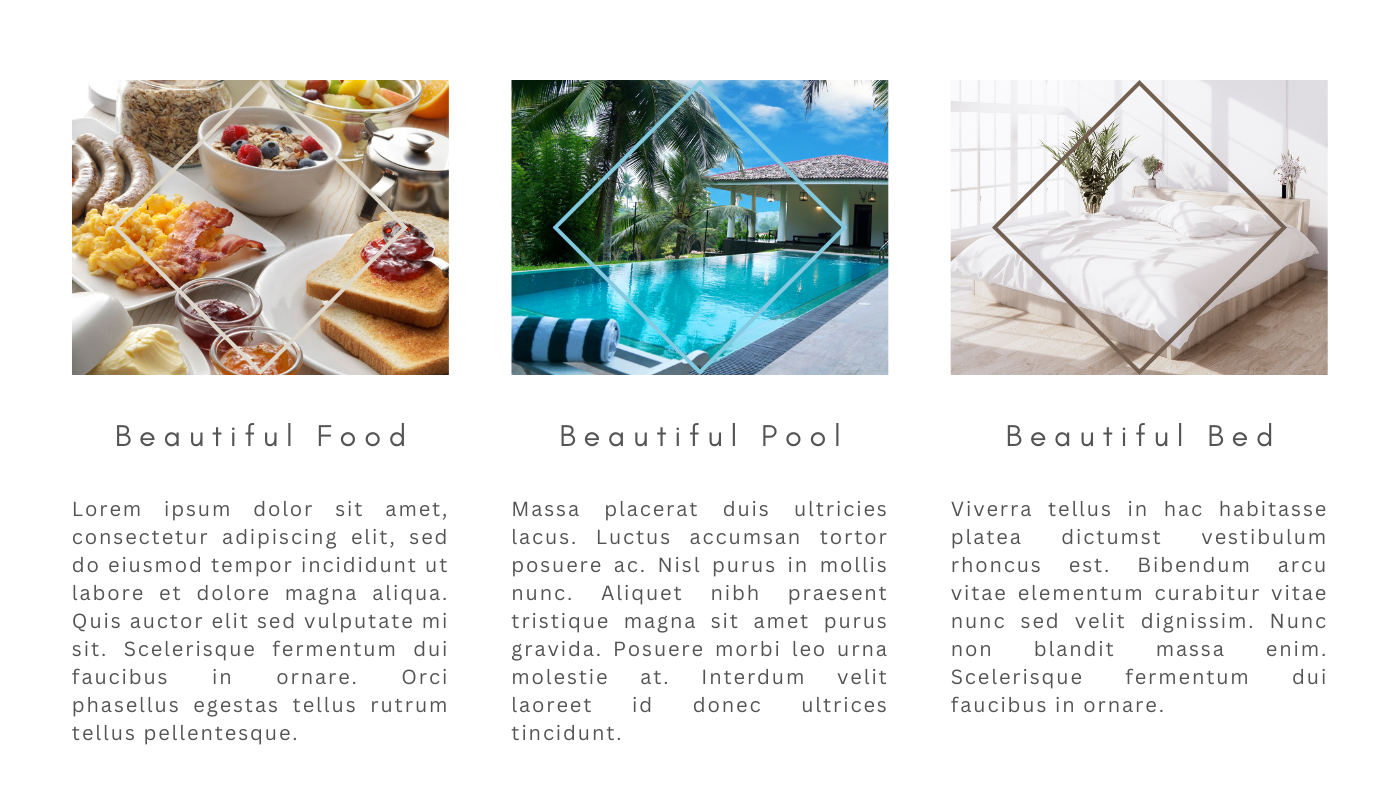 Beautiful Food
Lorem ipsum dolor sit amet,
consectetur adipiscing elit, sed
do eiusmod tempor incididunt ut
labore et dolore magna aliqua.
Quis auctor elit sed vulputate mi
sit. Scelerisque fermentum dui
faucibus in ornare. Orci
phasellus egestas tellus rutrum
tellus pellentesque.
Beautiful Pool
Massa placerat duis ultricies
lacus. Luctus accumsan tortor
posuere ac. Nisl purus in mollis
nunc. Aliquet nibh praesent
tristique magna sit amet purus
gravida. Posuere morbi leo urna
molestie at. Interdum velit
laoreet id donec ultrices
tincidunt.
Beautiful Bed
Viverra tellus in hac habitasse
platea dictumst vestibulum
rhoncus est. Bibendum arcu
vitae elementum curabitur vitae
nunc sed velit dignissim. Nunc
non blandit massa enim.
Scelerisque fermentum dui
faucibus in ornare.